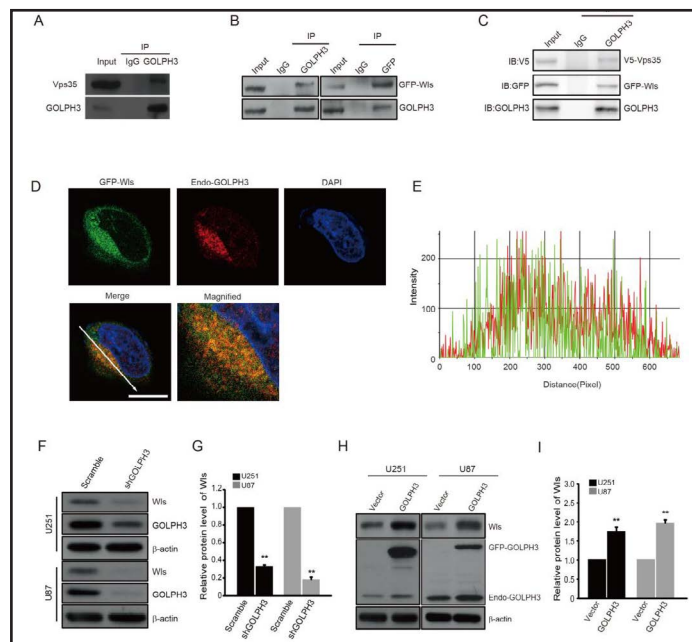 A
IP
Input IgG GOLPH3
Vps35
GOLPH3
B
IP IP
Input IgG GOLPH3 Input IgG GFP
GFP-Wls
GOLPH3
C
Input IgG GOLPH3
IB:V5 V5-Vps35
IB:GFP GFP-Wls
IB:GOLPH3 GOLPH3
D
GFP-Wls Endo-GOLPH3 DAPI
Merge Magnified
E
Intensity
200
100
0
0 100 200 300 400 500 600
Distance(Pixel)
F
Scramble shGOLPH3
U251
Wls
GOLPH3
β-actin
U87
Wls
GOLPH3
β-actin
G
U251
U87
Relative protein level of Wls
1.0
0.8
0.6
0.4
0.2
0.0
** **
Scramble shGOLPH3 Scramble shGOLPH3
H
U251 U87
Vector GOLPH3 Vector GOLPH3
Wls
GFP-GOLPH3
Endo-GOLPH3
β-actin
I
U251
U87
Relative protein level of Wls
3.0
2.5
2.0
1.5
1.0
0.5
0.0
** **
Vector GOLPH3 Vector GOLPH3